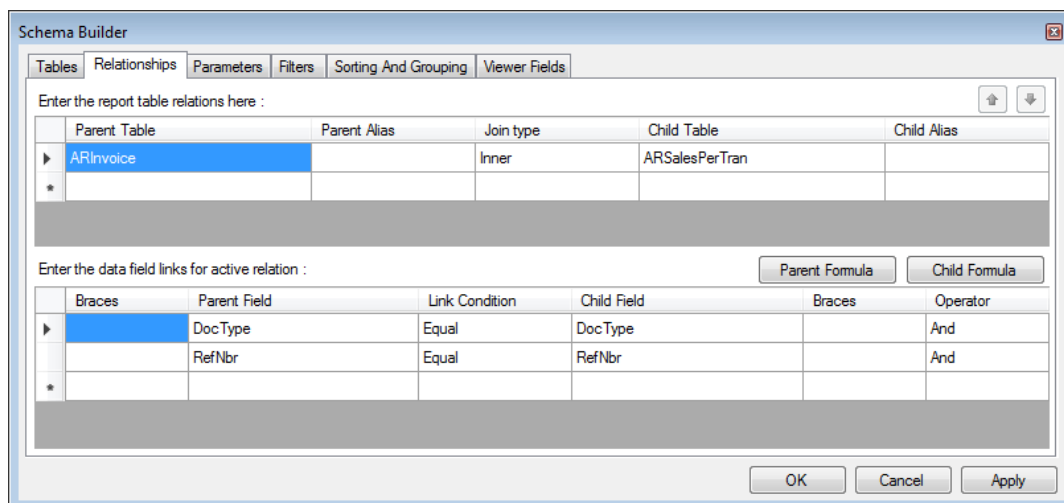 Schema Builder
Tables Relationships Parameters Filters Sorting And Grouping Viewer Fields
Enter the report table relations here :
Parent Table Parent Alias Join type Child Table Child Alias
ARInvoice Inner ARSalesPerTran
*
Enter the data field links for active relation : Parent Formula Child Formula
Braces Parent Field Link Condition Child Field Braces Operator
DocType Equal DocType And
RefNbr Equal RefNbr And
*
OK Cancel Apply